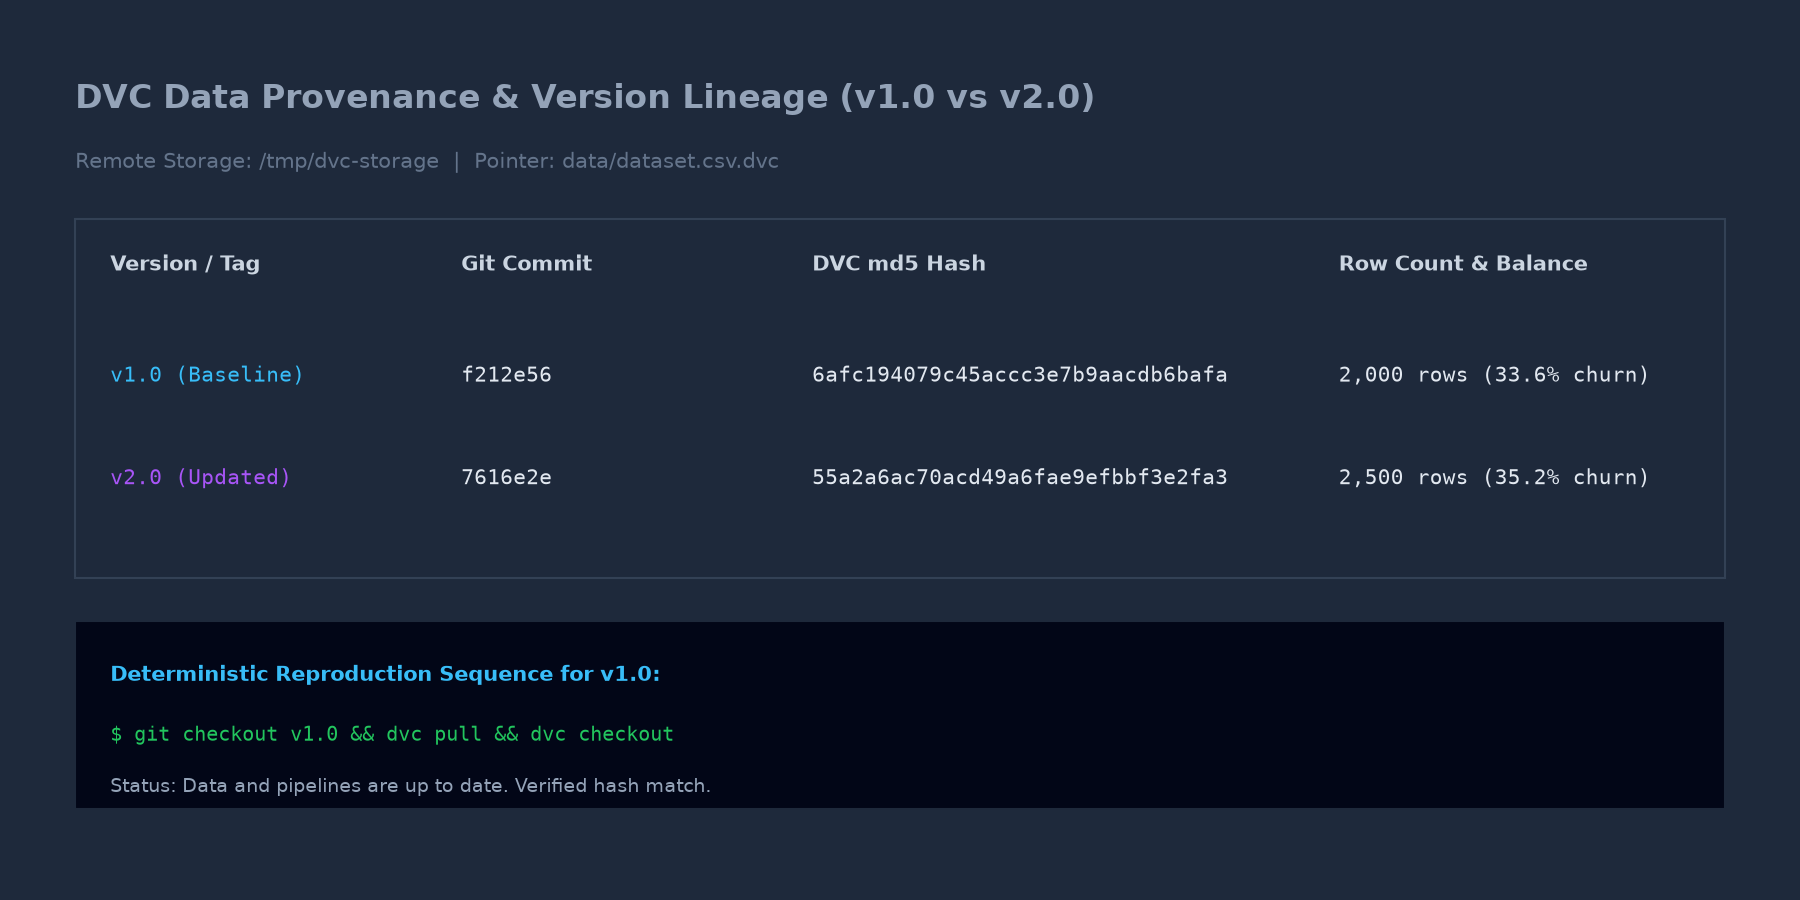 DVC Data Provenance & Version Lineage (v1.0 vs v2.0)
Remote Storage: /tmp/dvc-storage | Pointer: data/dataset.csv.dvc
Version / Tag Git Commit DVC md5 Hash Row Count & Balance
v1.0 (Baseline) f212e56 6afc194079c45accc3e7b9aacdb6bafa 2,000 rows (33.6% churn)
v2.0 (Updated) 7616e2e 55a2a6ac70acd49a6fae9efbbf3e2fa3 2,500 rows (35.2% churn)
Deterministic Reproduction Sequence for v1.0:
$ git checkout v1.0 && dvc pull && dvc checkout
Status: Data and pipelines are up to date. Verified hash match.